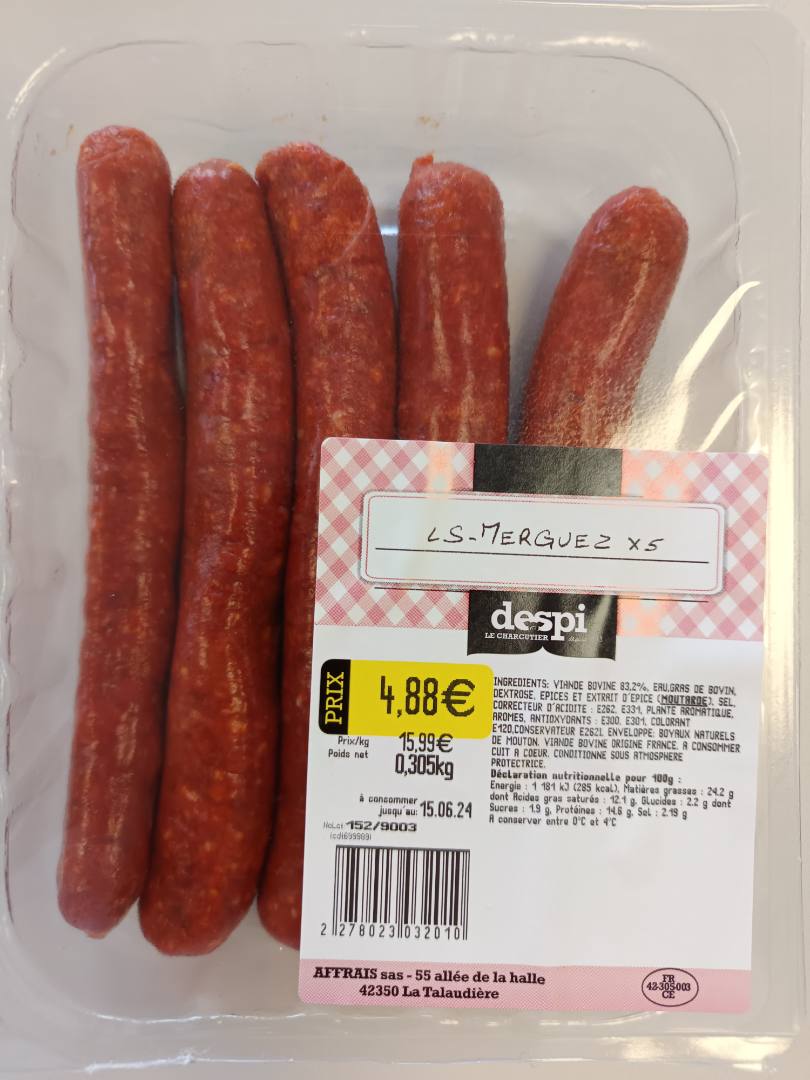 LS-MERGUEZ X5
despi
LE CHARCUTIER
PRIX
4,88€
Prix/kg 15,99€
Poids net 0,305kg
à consommer
jusqu'au: 15.06.24
NoLot 152/9003
(cdt699989)
2 278023 032010
INGREDIENTS: VIANDE BOVINE 83,2%, EAU,GRAS DE BOVIN,
DEXTROSE, EPICES ET EXTRAIT D'EPICE (MOUTARDE), SEL,
CORRECTEUR D'ACIDITE : E262, E331, PLANTE AROMATIQUE,
AROMES, ANTIOXYDANTS : E300, E301, COLORANT
E120,CONSERVATEUR E262i. ENVELOPPE: BOYAUX NATURELS
DE MOUTON. VIANDE BOVINE ORIGINE FRANCE. A CONSOMMER
CUIT A COEUR. CONDITIONNE SOUS ATMOSPHERE
PROTECTRICE.
Déclaration nutritionnelle pour 100g :
Energie : 1 181 kJ (285 kcal), Matières grasses : 24.2 g
dont Acides gras saturés : 12.1 g, Glucides : 2.2 g dont
Sucres : 1.9 g, Protéines : 14.6 g, Sel : 2.19 g
A conserver entre 0°C et 4°C
AFFRAIS sas - 55 allée de la halle
42350 La Talaudière
FR
42-305-003
CE